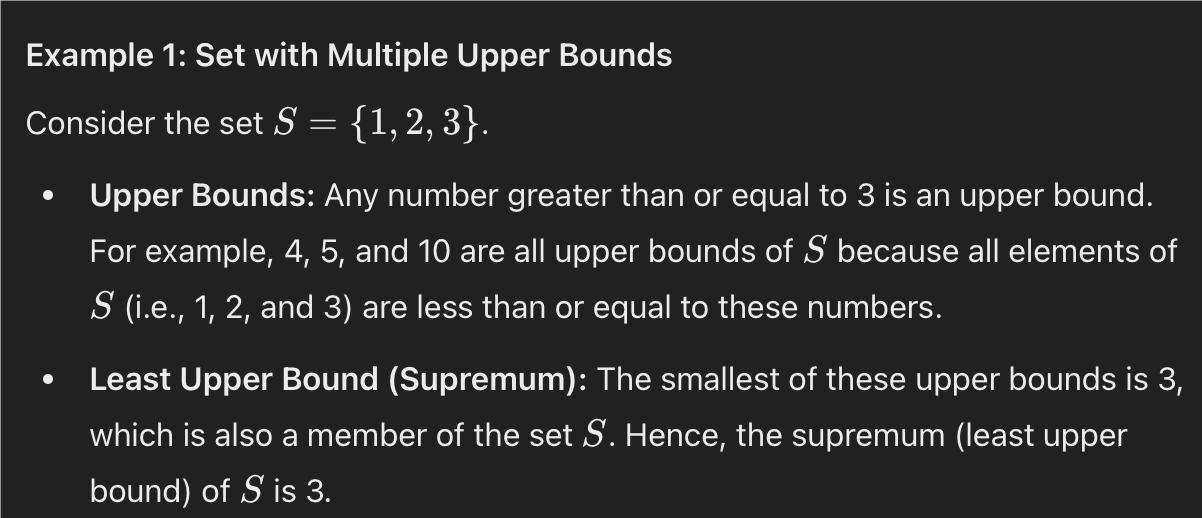 Example 1: Set with Multiple Upper Bounds
Consider the set S = {1, 2, 3}.
• Upper Bounds: Any number greater than or equal to 3 is an upper bound.
For example, 4, 5, and 10 are all upper bounds of S because all elements of
S (i.e., 1, 2, and 3) are less than or equal to these numbers.
• Least Upper Bound (Supremum): The smallest of these upper bounds is 3,
which is also a member of the set S. Hence, the supremum (least upper
bound) of S is 3.